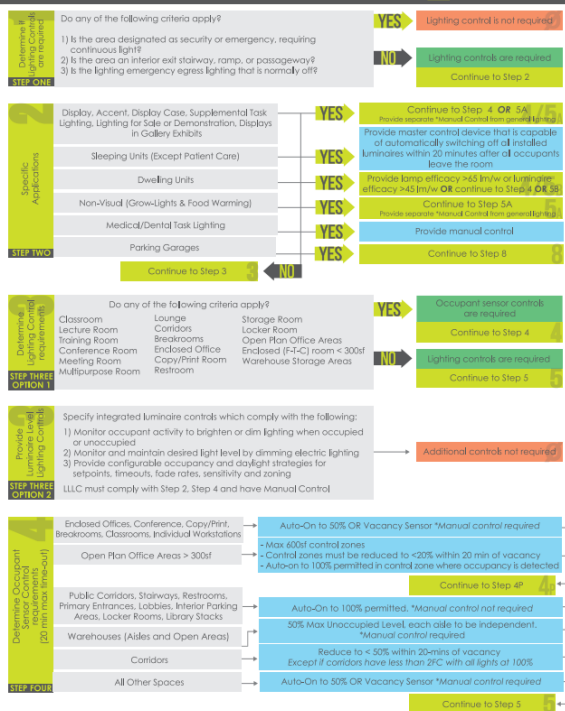 Determine if
Lighting Controls
are required
STEP ONE
Do any of the following criteria apply?
1) Is the area designated as security or emergency, requiring
continuous light?
2) Is the area an interior exit stairway, ramp, or passageway?
3) Is the lighting emergency egress lighting that is normally off?
YES
Lighting control is not required
NO
Lighting controls are required
Continue to Step 2
2
Specific
Applications
STEP TWO
Display, Accent, Display Case, Supplemental Task
Lighting, Lighting for Sale or Demonstration, Displays
in Gallery Exhibits
YES
Continue to Step 4 OR 5A
Provide separate *Manual Control from general lighting
Sleeping Units (Except Patient Care)
YES
Provide master control device that is capable
of automatically switching off all installed
luminaires within 20 minutes after all occupants
leave the room
Dwelling Units
YES
Provide lamp efficacy >65 lm/w or luminaire
efficacy >45 lm/w OR continue to Step 4 OR 5B
Non-Visual (Grow-Lights & Food Warming)
YES
Continue to Step 5A
Provide separate *Manual Control from general lighting
5A
Medical/Dental Task Lighting
YES
Provide manual control
Parking Garages
YES
Continue to Step 8
8
Continue to Step 3
3
NO
Determine
Lighting Control
requirements
STEP THREE
OPTION 1
Do any of the following criteria apply?
Classroom
Lecture Room
Training Room
Conference Room
Meeting Room
Multipurpose Room
Lounge
Corridors
Breakrooms
Enclosed Office
Copy/Print Room
Restroom
Storage Room
Locker Room
Open Plan Office Areas
Enclosed (F-T-C) room < 300sf
Warehouse Storage Areas
YES
Occupant sensor controls
are required
Continue to Step 4
4
NO
Lighting controls are required
Continue to Step 5
5
Provide
Luminaire Level
Lighting Controls
STEP THREE
OPTION 2
Specify integrated luminaire controls which comply with the following:
1) Monitor occupant activity to brighten or dim lighting when occupied
or unoccupied
2) Monitor and maintain desired light level by dimming electric lighting
3) Provide configurable occupancy and daylight strategies for
setpoints, timeouts, fade rates, sensitivity and zoning
LLLC must comply with Step 2, Step 4 and have Manual Control
Additional controls not required
4
Determine Occupant
Sensor Control
requirements
(20 min max time-out)
STEP FOUR
Enclosed Offices, Conference, Copy/Print,
Breakrooms, Classrooms, Individual Workstations
Auto-On to 50% OR Vacancy Sensor *Manual control required
Open Plan Office Areas > 300sf
- Max 600sf control zones
- Control zones must be reduced to <20% within 20 min of vacancy
- Auto-on to 100% permitted in control zone where occupancy is detected
Continue to Step 4P
4P
Public Corridors, Stairways, Restrooms,
Primary Entrances, Lobbies, Interior Parking
Areas, Locker Rooms, Library Stacks
Auto-On to 100% permitted. *Manual control not required
Warehouses (Aisles and Open Areas)
50% Max Unoccupied Level, each aisle to be independent.
*Manual control required
Corridors
Reduce to < 50% within 20-mins of vacancy
Except if corridors have less than 2FC with all lights at 100%
All Other Spaces
Auto-On to 50% OR Vacancy Sensor *Manual control required
Continue to Step 5
5